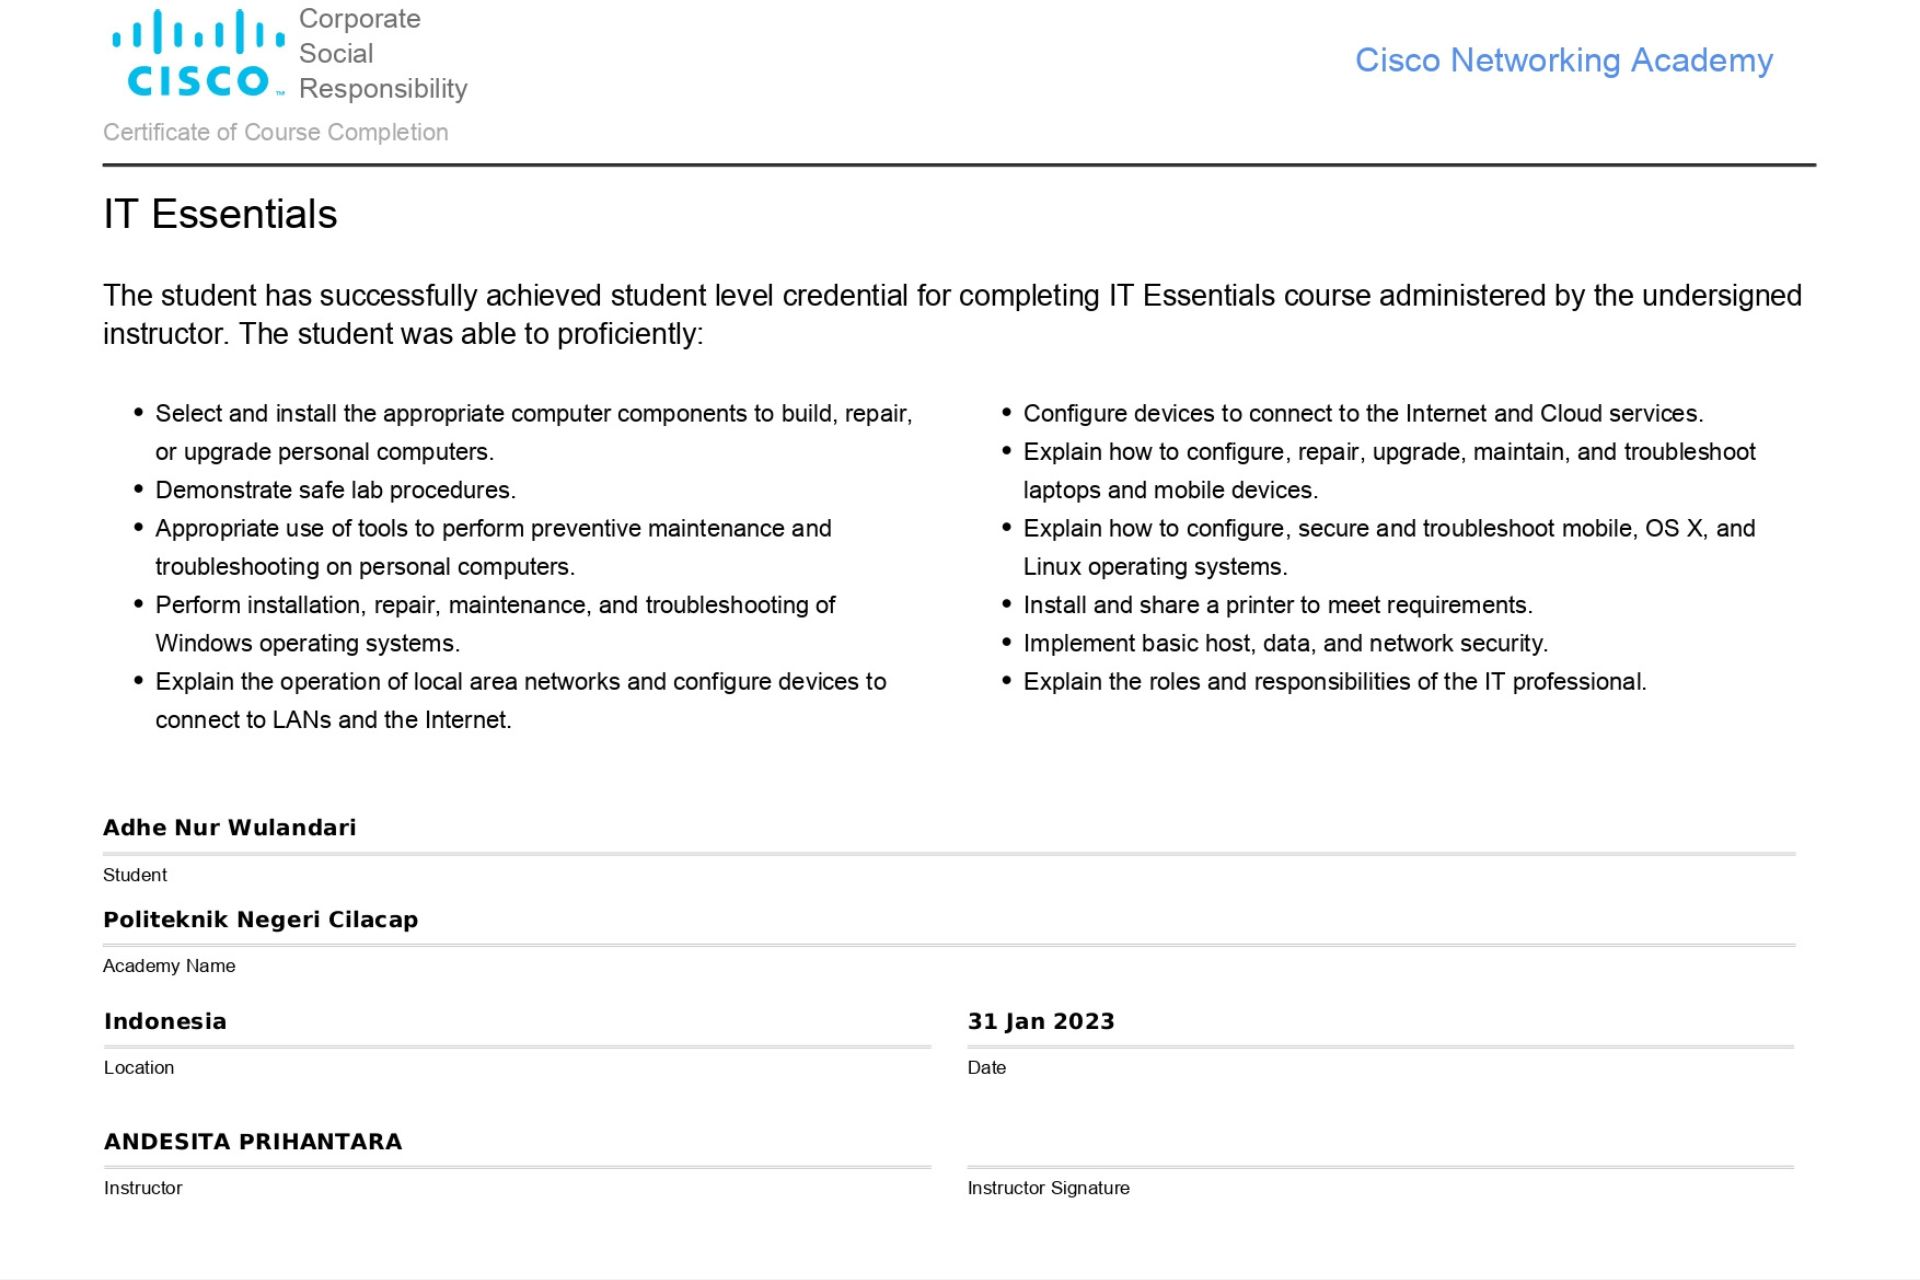 Corporate
Social
Responsibility
CISCO™
Cisco Networking Academy
Certificate of Course Completion
IT Essentials
The student has successfully achieved student level credential for completing IT Essentials course administered by the undersigned
instructor. The student was able to proficiently:
• Select and install the appropriate computer components to build, repair,
or upgrade personal computers.
• Demonstrate safe lab procedures.
• Appropriate use of tools to perform preventive maintenance and
troubleshooting on personal computers.
• Perform installation, repair, maintenance, and troubleshooting of
Windows operating systems.
• Explain the operation of local area networks and configure devices to
connect to LANs and the Internet.
• Configure devices to connect to the Internet and Cloud services.
• Explain how to configure, repair, upgrade, maintain, and troubleshoot
laptops and mobile devices.
• Explain how to configure, secure and troubleshoot mobile, OS X, and
Linux operating systems.
• Install and share a printer to meet requirements.
• Implement basic host, data, and network security.
• Explain the roles and responsibilities of the IT professional.
Adhe Nur Wulandari
Student
Politeknik Negeri Cilacap
Academy Name
Indonesia
Location
31 Jan 2023
Date
ANDESITA PRIHANTARA
Instructor
Instructor Signature